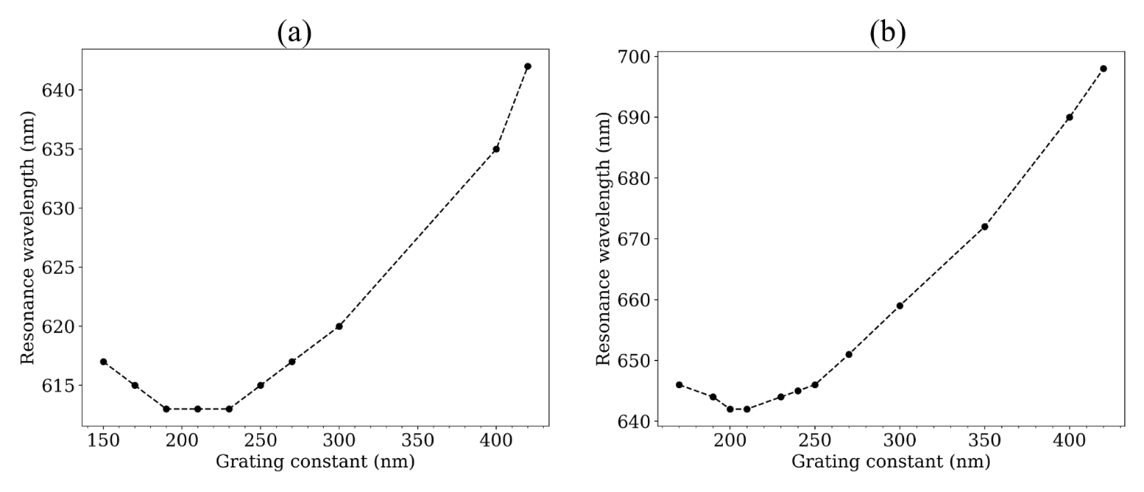 (a)
Resonance wavelength (nm)
640
635
630
625
620
615
150 200 250 300 350 400
Grating constant (nm)
(b)
Resonance wavelength (nm)
700
690
680
670
660
650
640
200 250 300 350 400
Grating constant (nm)